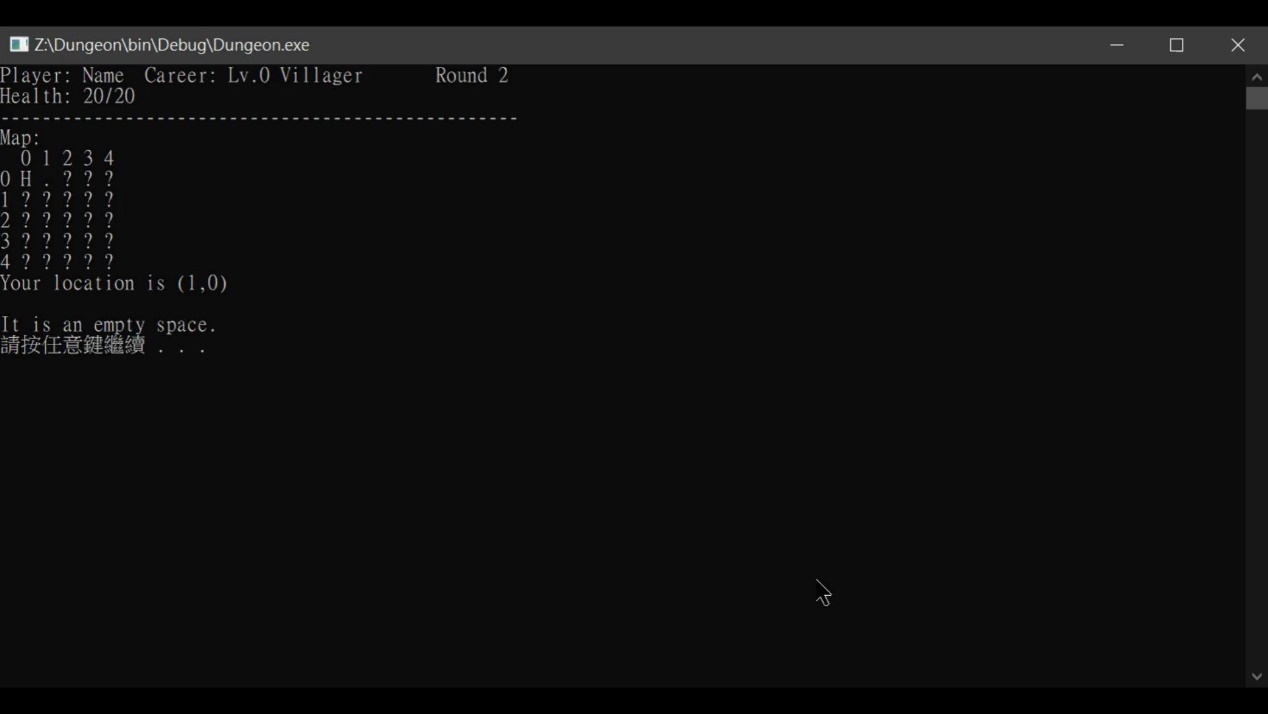 Z:\Dungeon\bin\Debug\Dungeon.exe
Player: Name  Career: Lv.0 Villager       Round 2
Health: 20/20
--------------------------------------------------
Map:
  0 1 2 3 4
0 H . ? ? ?
1 ? ? ? ? ?
2 ? ? ? ? ?
3 ? ? ? ? ?
4 ? ? ? ? ?
Your location is (1,0)
It is an empty space.
請按任意鍵繼續 . . .